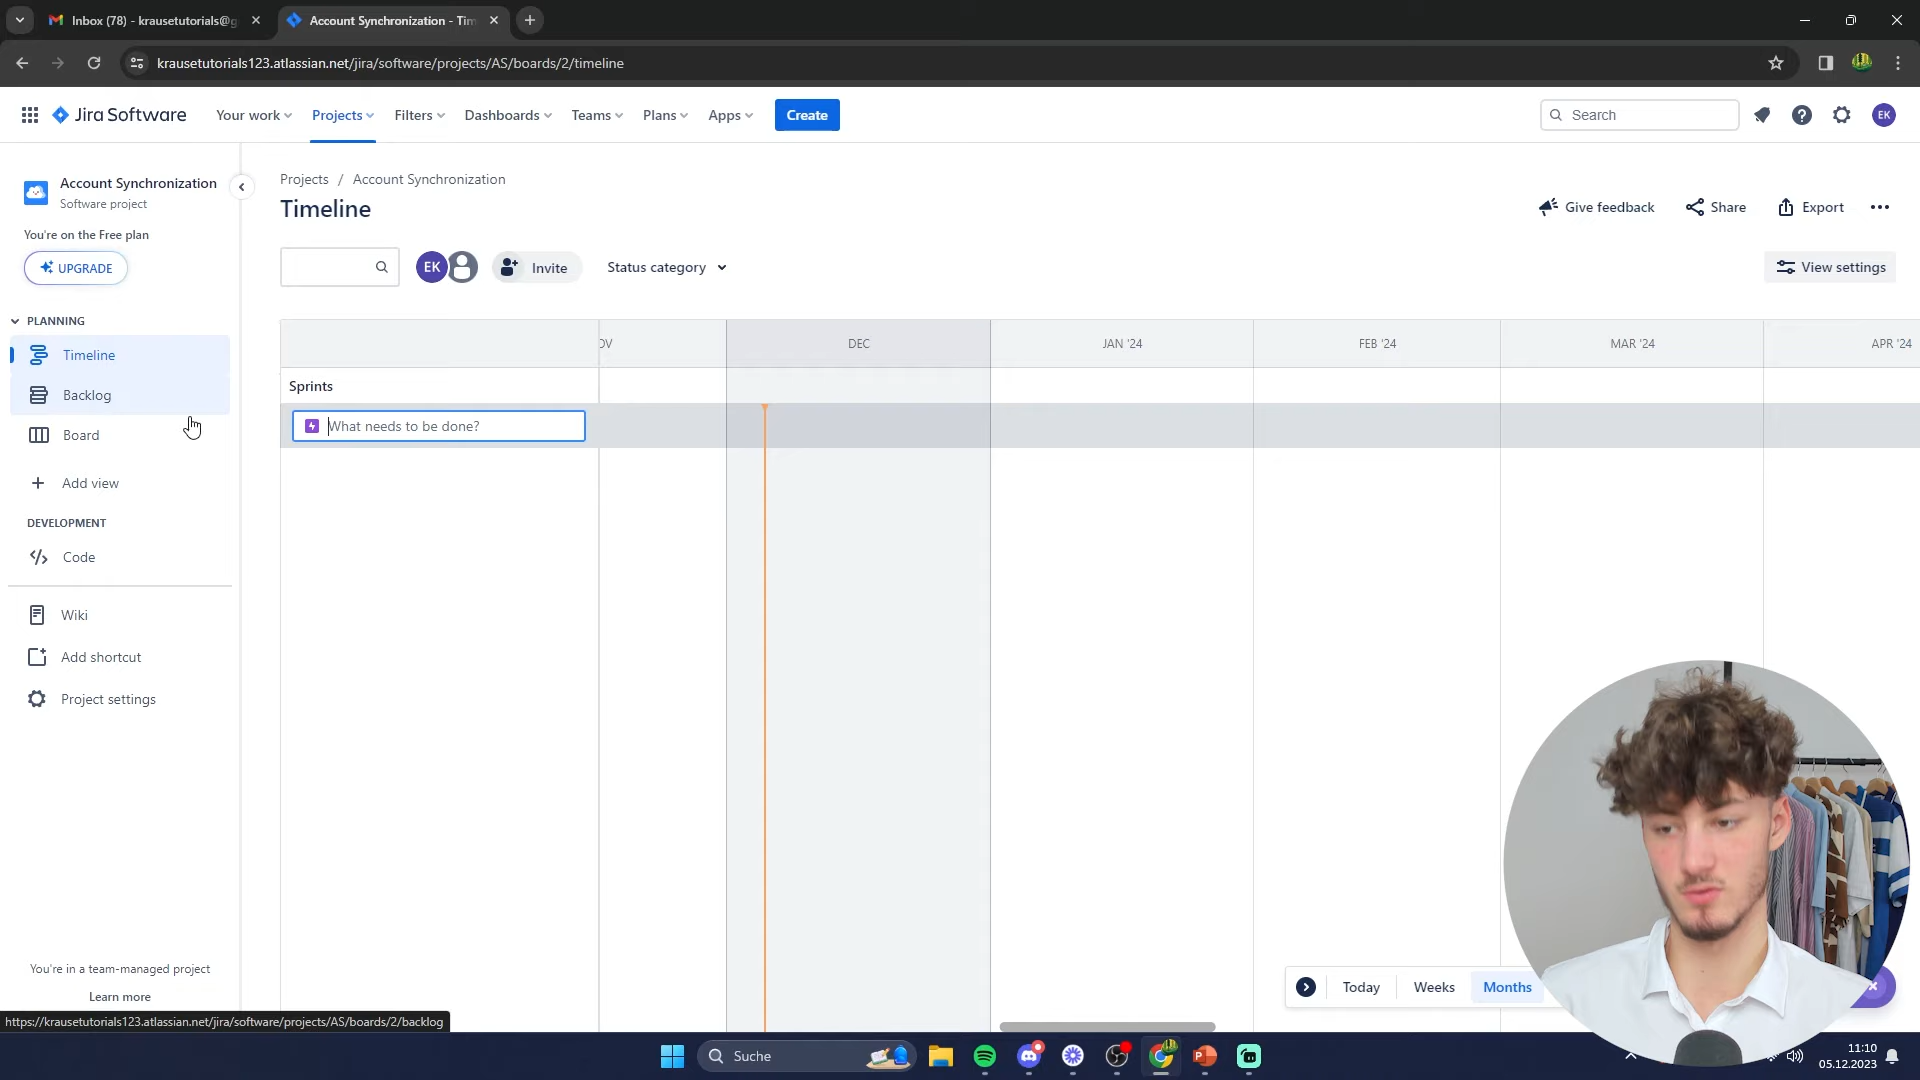 Inbox (78) - krausetutorials@g
Account Synchronization - Tim
krausetutorials123.atlassian.net/jira/software/projects/AS/boards/2/timeline
Jira Software
Your work
Projects
Filters
Dashboards
Teams
Plans
Apps
Create
Search
EK
Account Synchronization
Software project
You're on the Free plan
UPGRADE
PLANNING
Timeline
Backlog
Board
Add view
DEVELOPMENT
Code
Wiki
Add shortcut
Project settings
You're in a team-managed project
Learn more
Projects / Account Synchronization
Timeline
Give feedback
Share
Export
EK
Invite
Status category
View settings
OV
DEC
JAN '24
FEB '24
MAR '24
APR '24
Sprints
What needs to be done?
Today
Weeks
Months
https://krausetutorials123.atlassian.net/jira/software/projects/AS/boards/2/backlog
Suche
11:10
05.12.2023